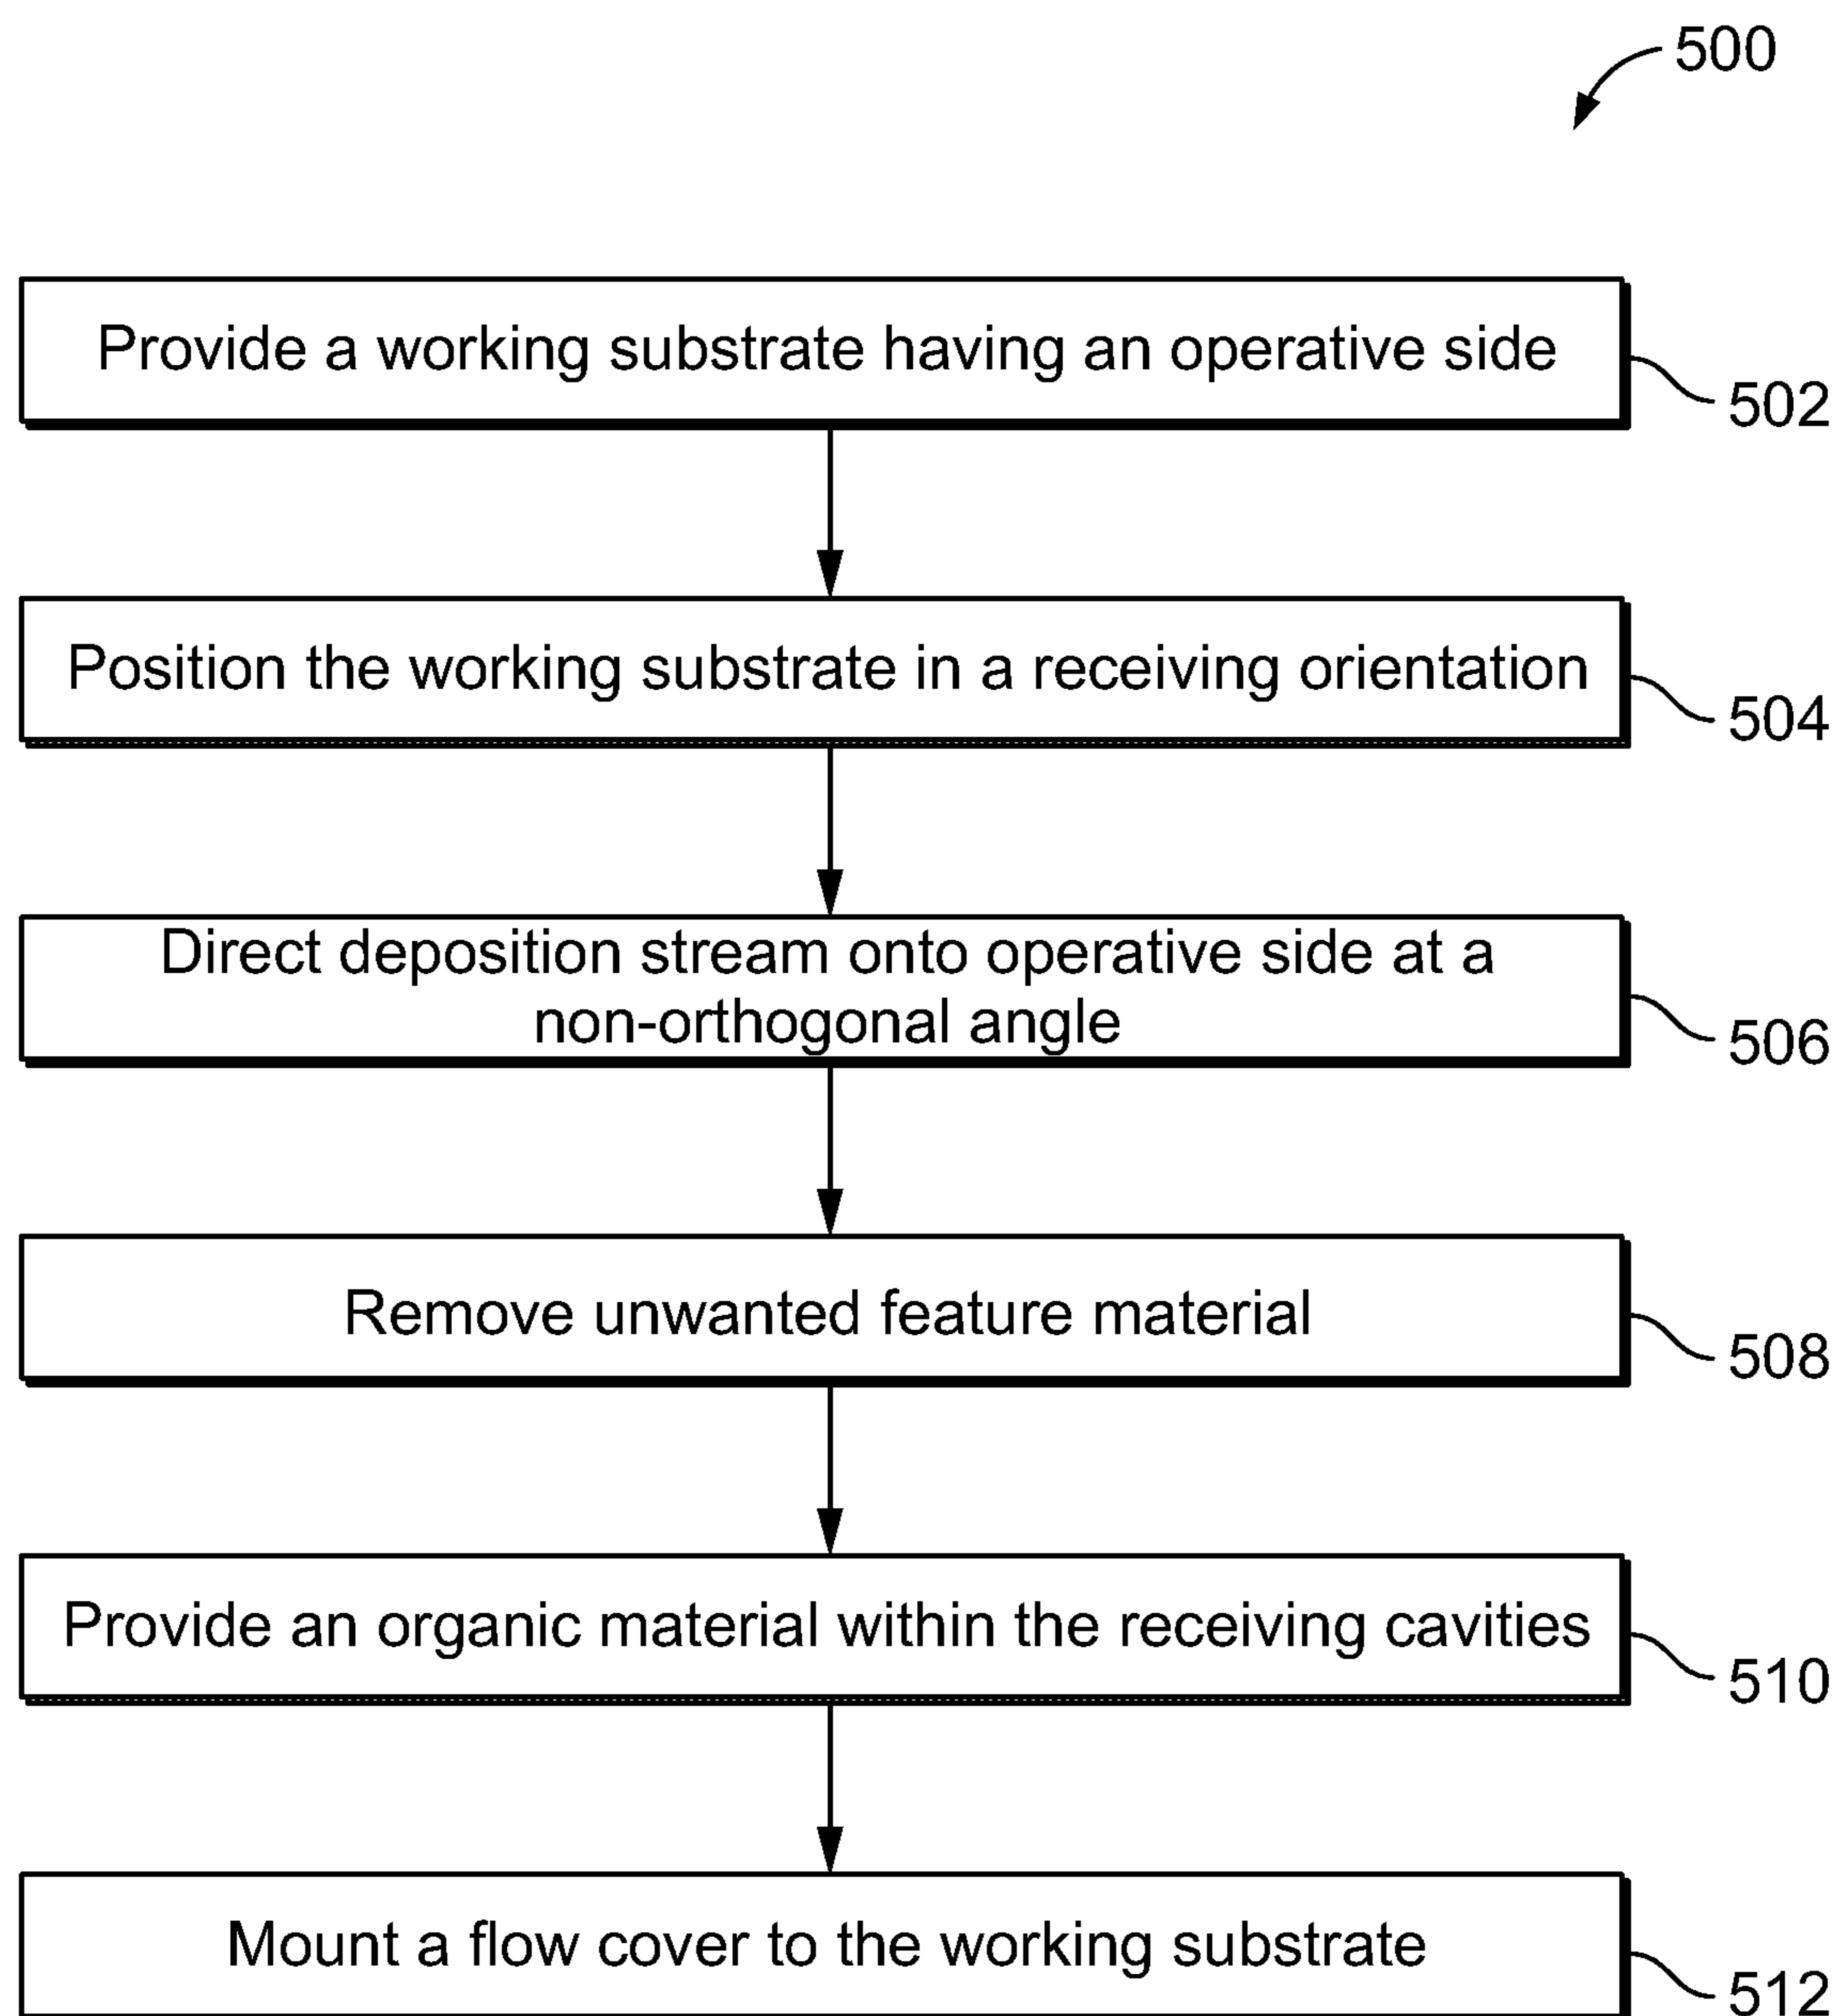 500
Provide a working substrate having an operative side
502
Position the working substrate in a receiving orientation
504
Direct deposition stream onto operative side at a
non-orthogonal angle
506
Remove unwanted feature material
508
Provide an organic material within the receiving cavities
510
Mount a flow cover to the working substrate
512